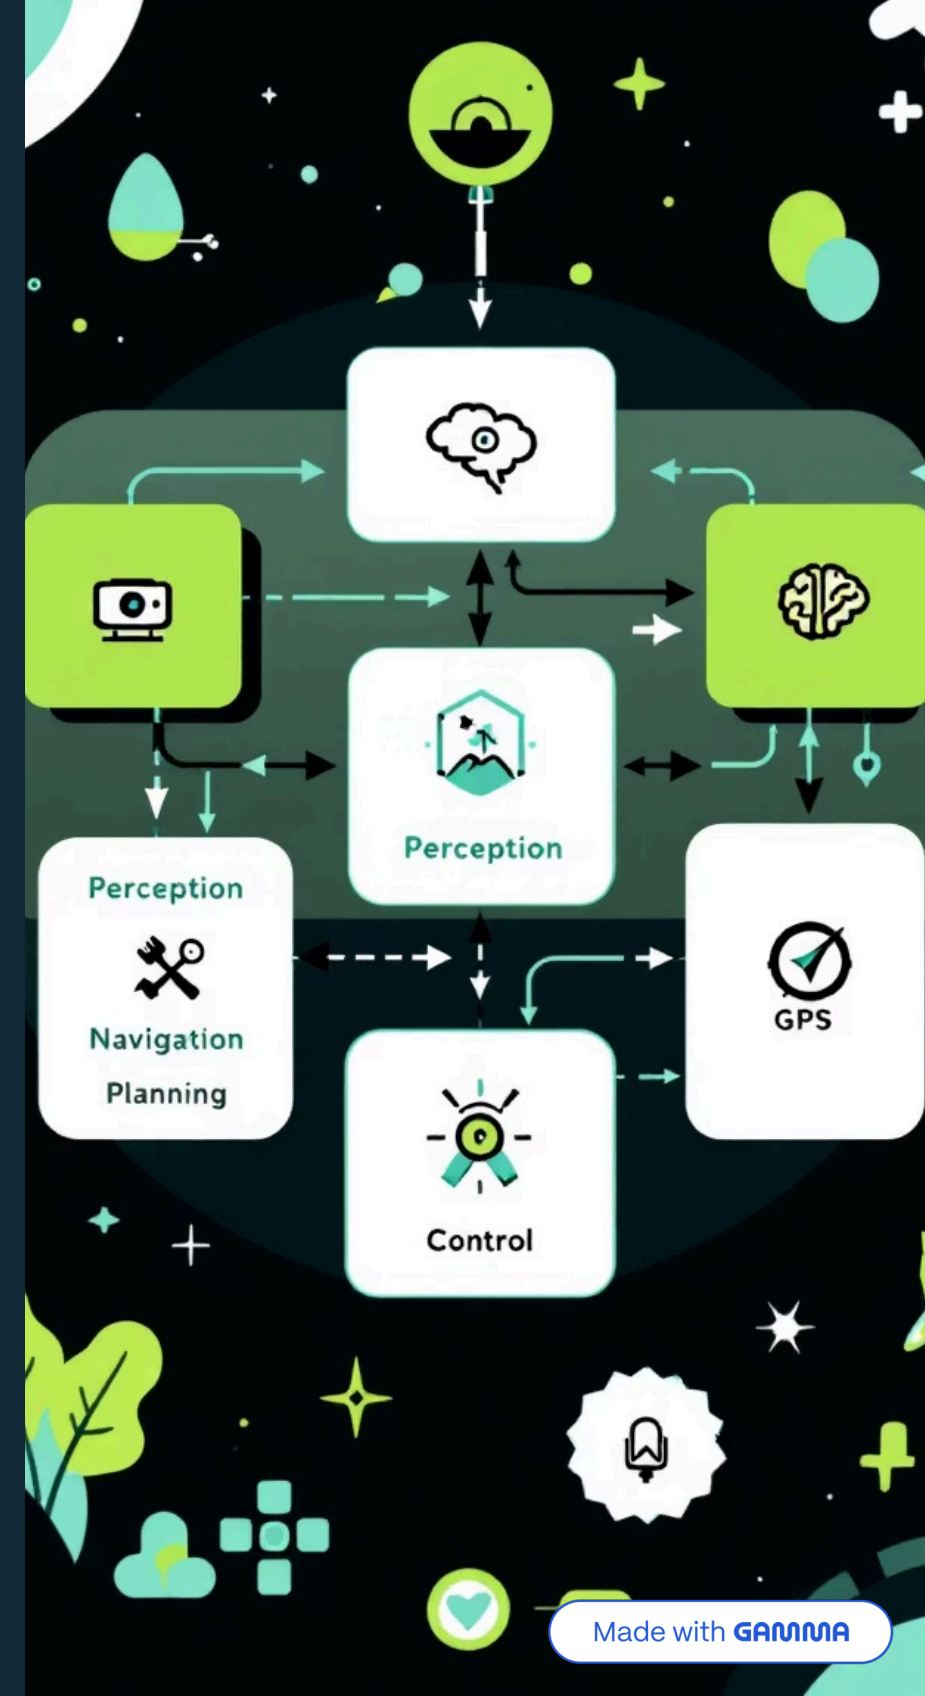 Perception
Perception
Navigation
Planning
GPS
Control
Made with GAMMA